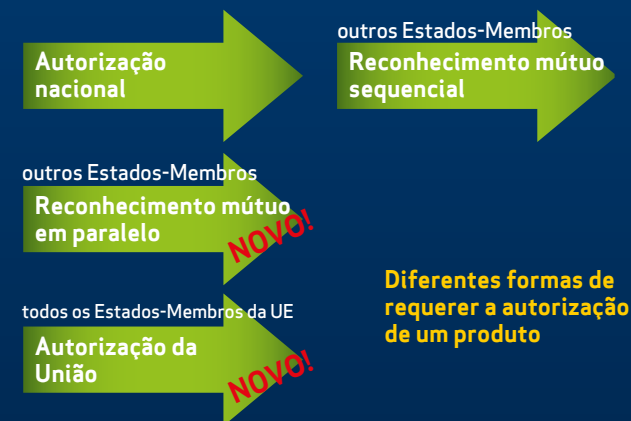 Autorização
nacional
outros Estados-Membros
Reconhecimento mútuo
sequencial
outros Estados-Membros
Reconhecimento mútuo
em paralelo
NOVO!
todos os Estados-Membros da UE
Autorização da
União
NOVO!
Diferentes formas de
requerer a autorização
de um produto